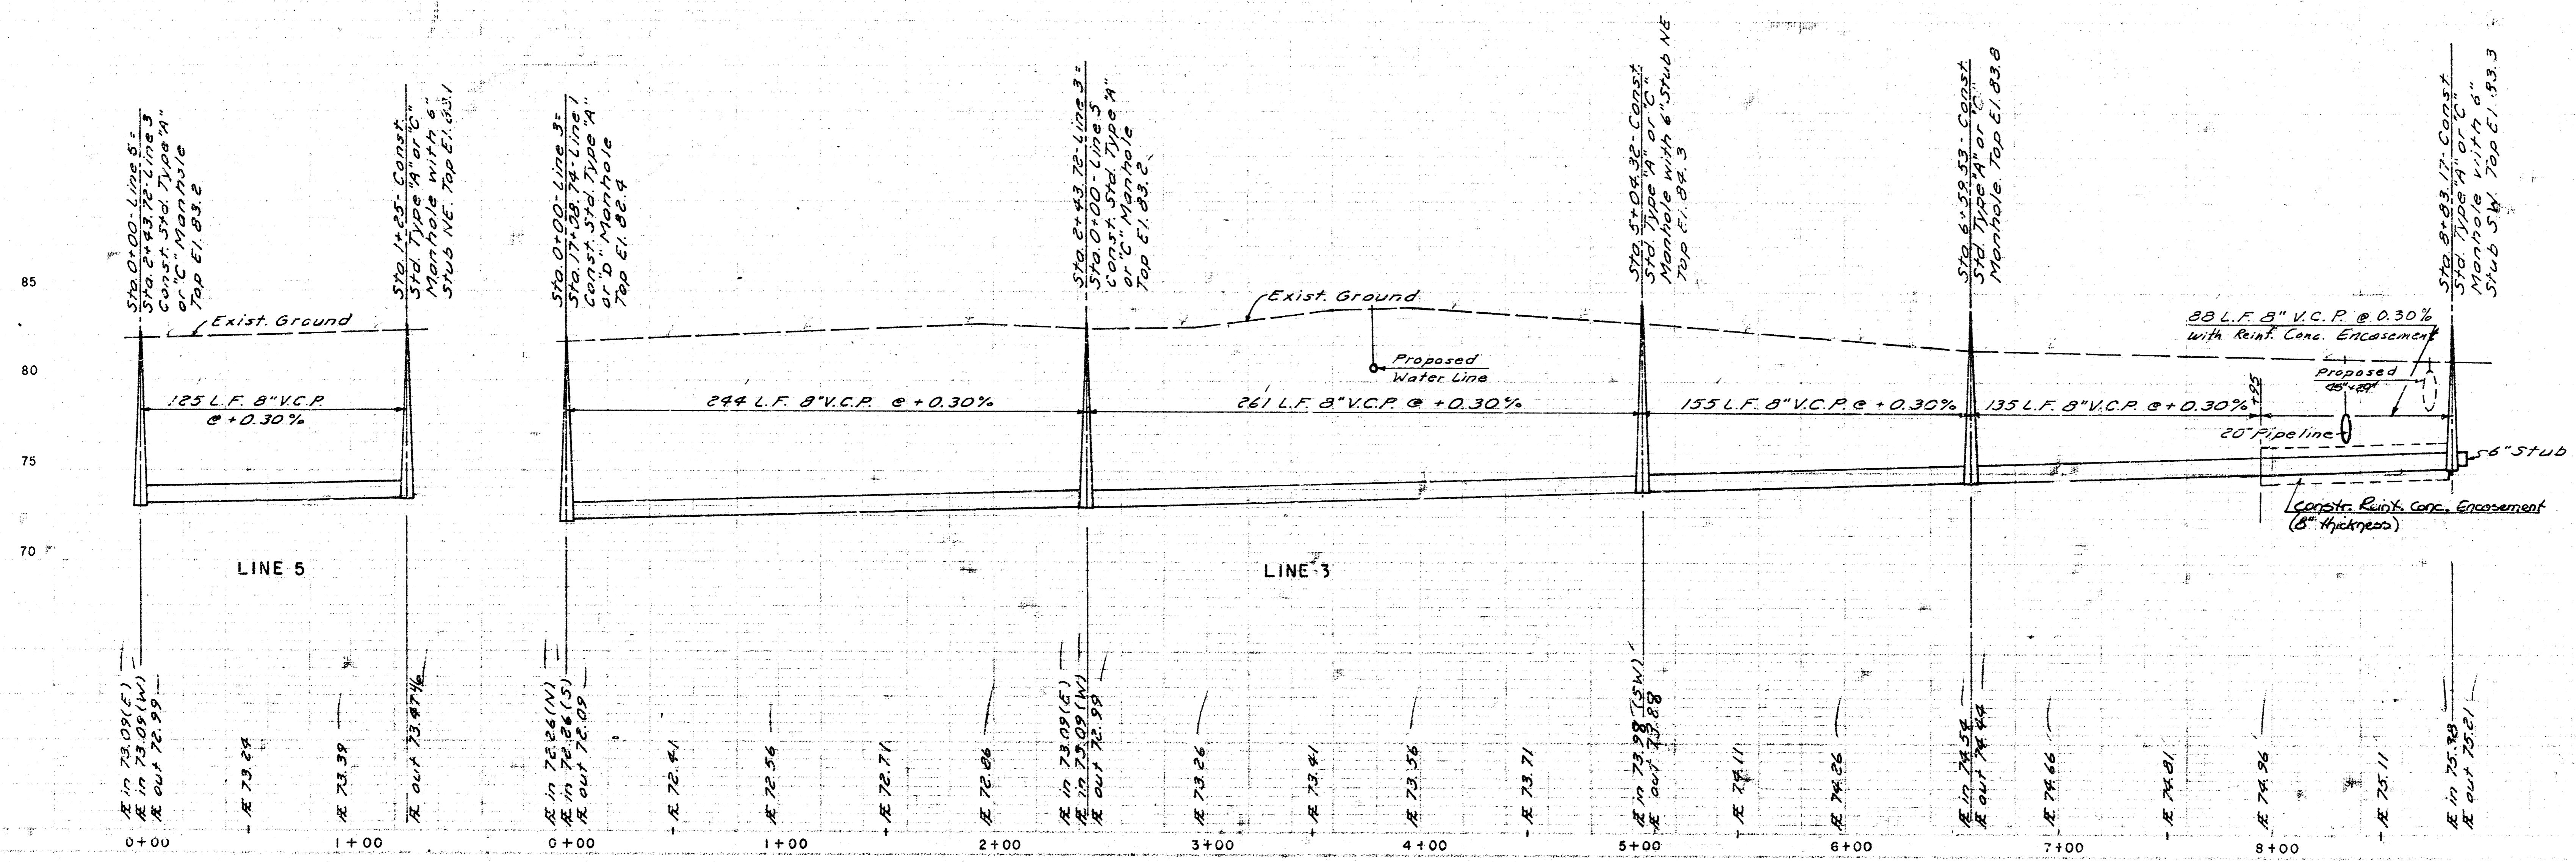 Sta. 0+00-Line 5=
Sta. 2+43.72-Line 3
Const. Std. Type "A"
or "C" Manhole
Top El. 83.2
Sta. 1+25-Const.
Std. Type "A" or "C"
Manhole with 6"
Stub NE. Top El. 83.1
Sta. 0+00-Line 3=
Sta. 17+28.74-Line 1
Const. Std. Type "A"
or "D" Manhole
Top El. 82.4
Sta. 2+43.72-Line 3=
Sta. 0+00-Line 5
Const. Std. Type "A"
or "C" Manhole
Top El. 83.2
Sta. 5+04.32-Const.
Std. Type "A" or "C"
Manhole with 6" Stub NE
Top El. 84.3
Sta. 6+59.53-Const.
Std. Type "A" or "C"
Manhole. Top El. 83.8
Sta. 8+83.17-Const.
Std. Type "A" or "C"
Manhole with 6"
Stub SW. Top El. 83.3
85
80
75
70
Exist. Ground
125 L.F. 8" V.C.P.
@ +0.30%
LINE 5
Exist. Ground
Proposed
Water Line
244 L.F. 8" V.C.P. @ +0.30%
261 L.F. 8" V.C.P. @ +0.30%
155 L.F. 8" V.C.P. @ +0.30%
135 L.F. 8" V.C.P. @ +0.30%
+95
88 L.F. 8" V.C.P. @ 0.30%
with Reinf. Conc. Encasement
Proposed
45"x29"
20" Pipeline
6" Stub
Constr. Reinf. Conc. Encasement
(8" thickness)
LINE 3
Æ in 73.09(E)
Æ in 73.09(W)
Æ out 72.99
Æ 73.24
Æ 73.39
Æ out 73.46
Æ in 72.26(N)
Æ in 72.26(S)
Æ out 72.09
Æ 72.41
Æ 72.56
Æ 72.71
Æ 72.86
Æ in 73.09(E)
Æ in 73.09(W)
Æ out 72.99
Æ 73.26
Æ 73.41
Æ 73.56
Æ 73.71
Æ in 73.98 (SW)
Æ out 73.88
Æ 74.11
Æ 74.26
Æ in 74.54
Æ out 74.44
Æ 74.66
Æ 74.81
Æ 74.96
Æ 75.11
Æ in 75.38
Æ out 75.21
0+00
1+00
0+00
1+00
2+00
3+00
4+00
5+00
6+00
7+00
8+00